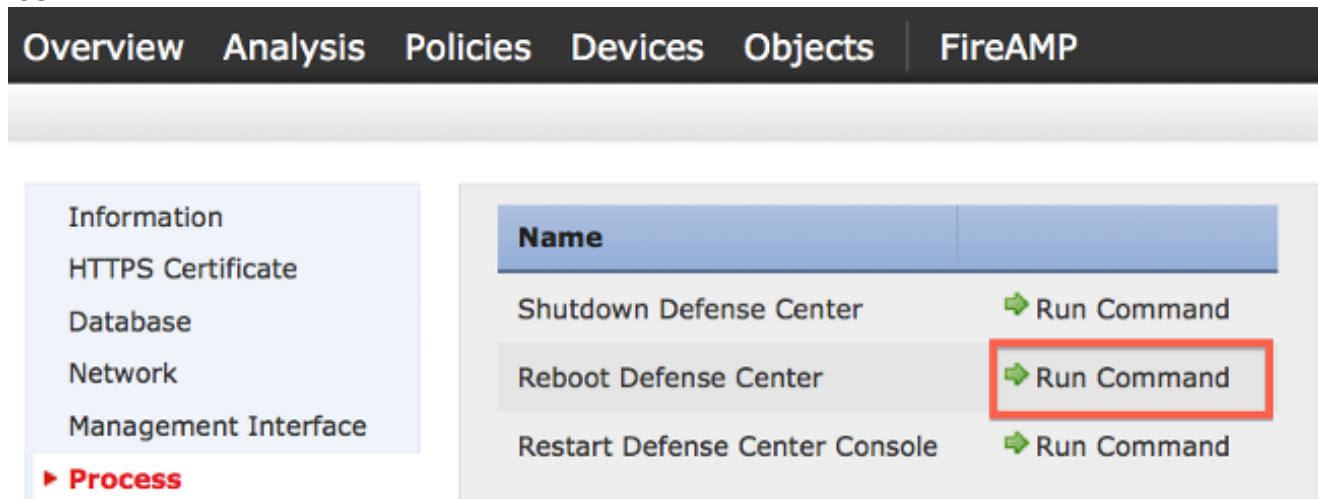 Overview Analysis Policies Devices Objects FireAMP
Information
HTTPS Certificate
Database
Network
Management Interface
Process
Name
Shutdown Defense Center Run Command
Reboot Defense Center Run Command
Restart Defense Center Console Run Command